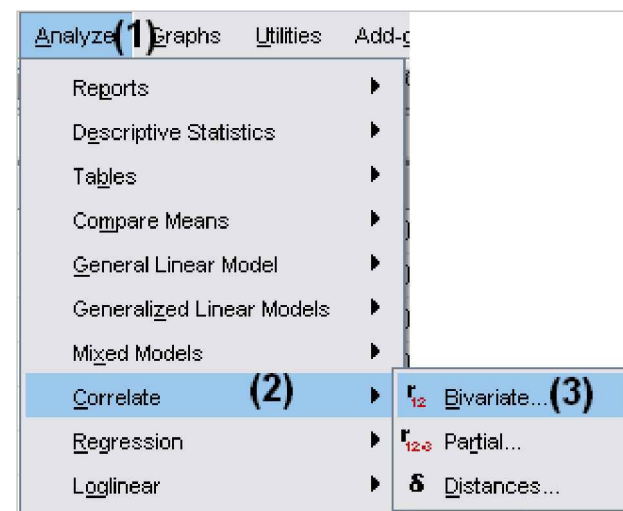 Analyze(1) Graphs Utilities Add-
Reports
Descriptive Statistics
Tables
Compare Means
General Linear Model
Generalized Linear Models
Mixed Models
Correlate (2)
r12 Bivariate...(3)
Regression
r12.3 Partial...
Loglinear
δ Distances...